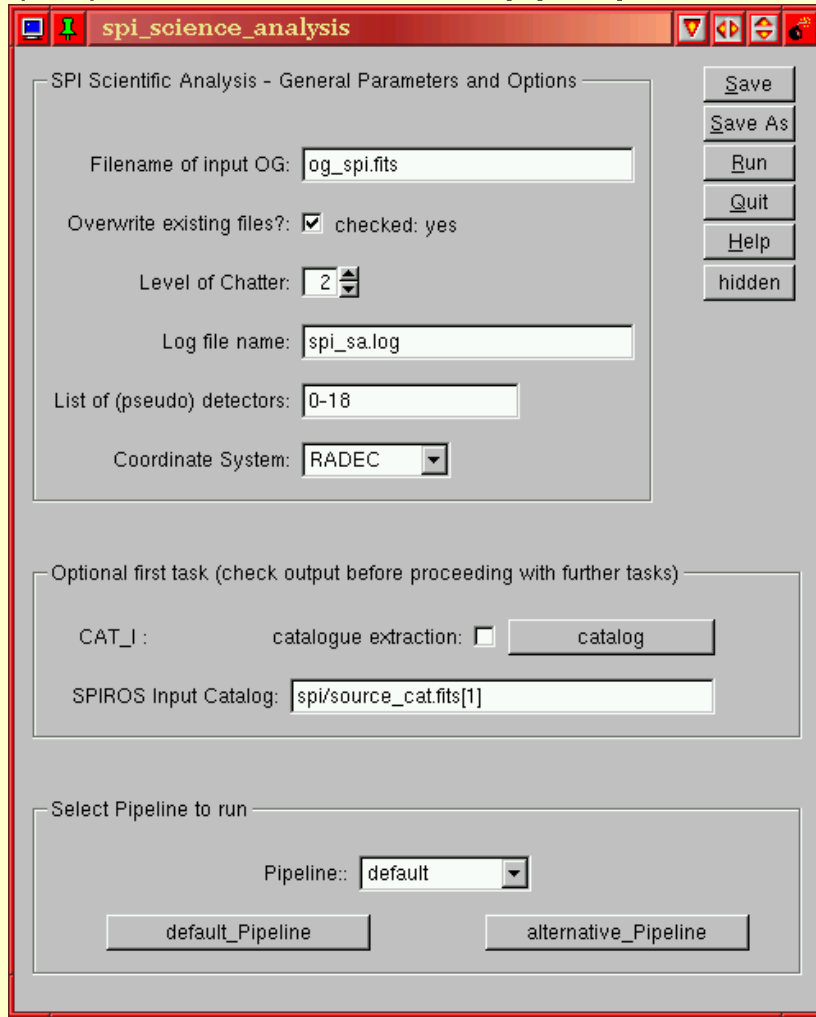 spi_science_analysis
SPI Scientific Analysis - General Parameters and Options
Save
Save As
Filename of input OG: og_spi.fits
Run
Overwrite existing files?: checked: yes
Quit
Help
Level of Chatter: 2
hidden
Log file name: spi_sa.log
List of (pseudo) detectors: 0-18
Coordinate System: RADEC
Optional first task (check output before proceeding with further tasks)
CAT_I : catalogue extraction: catalog
SPIROS Input Catalog: spi/source_cat.fits[1]
Select Pipeline to run
Pipeline:: default
default_Pipeline alternative_Pipeline